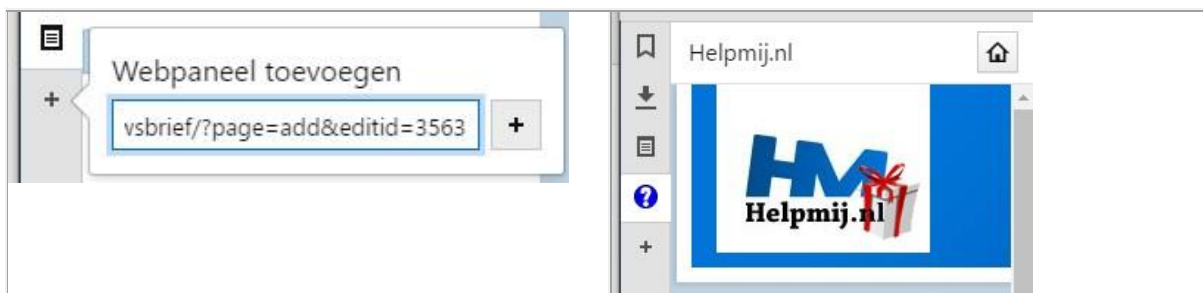 Webpaneel toevoegen
vsbrief/?page=add&editid=3563
Helpmij.nl
HM
Helpmij.nl